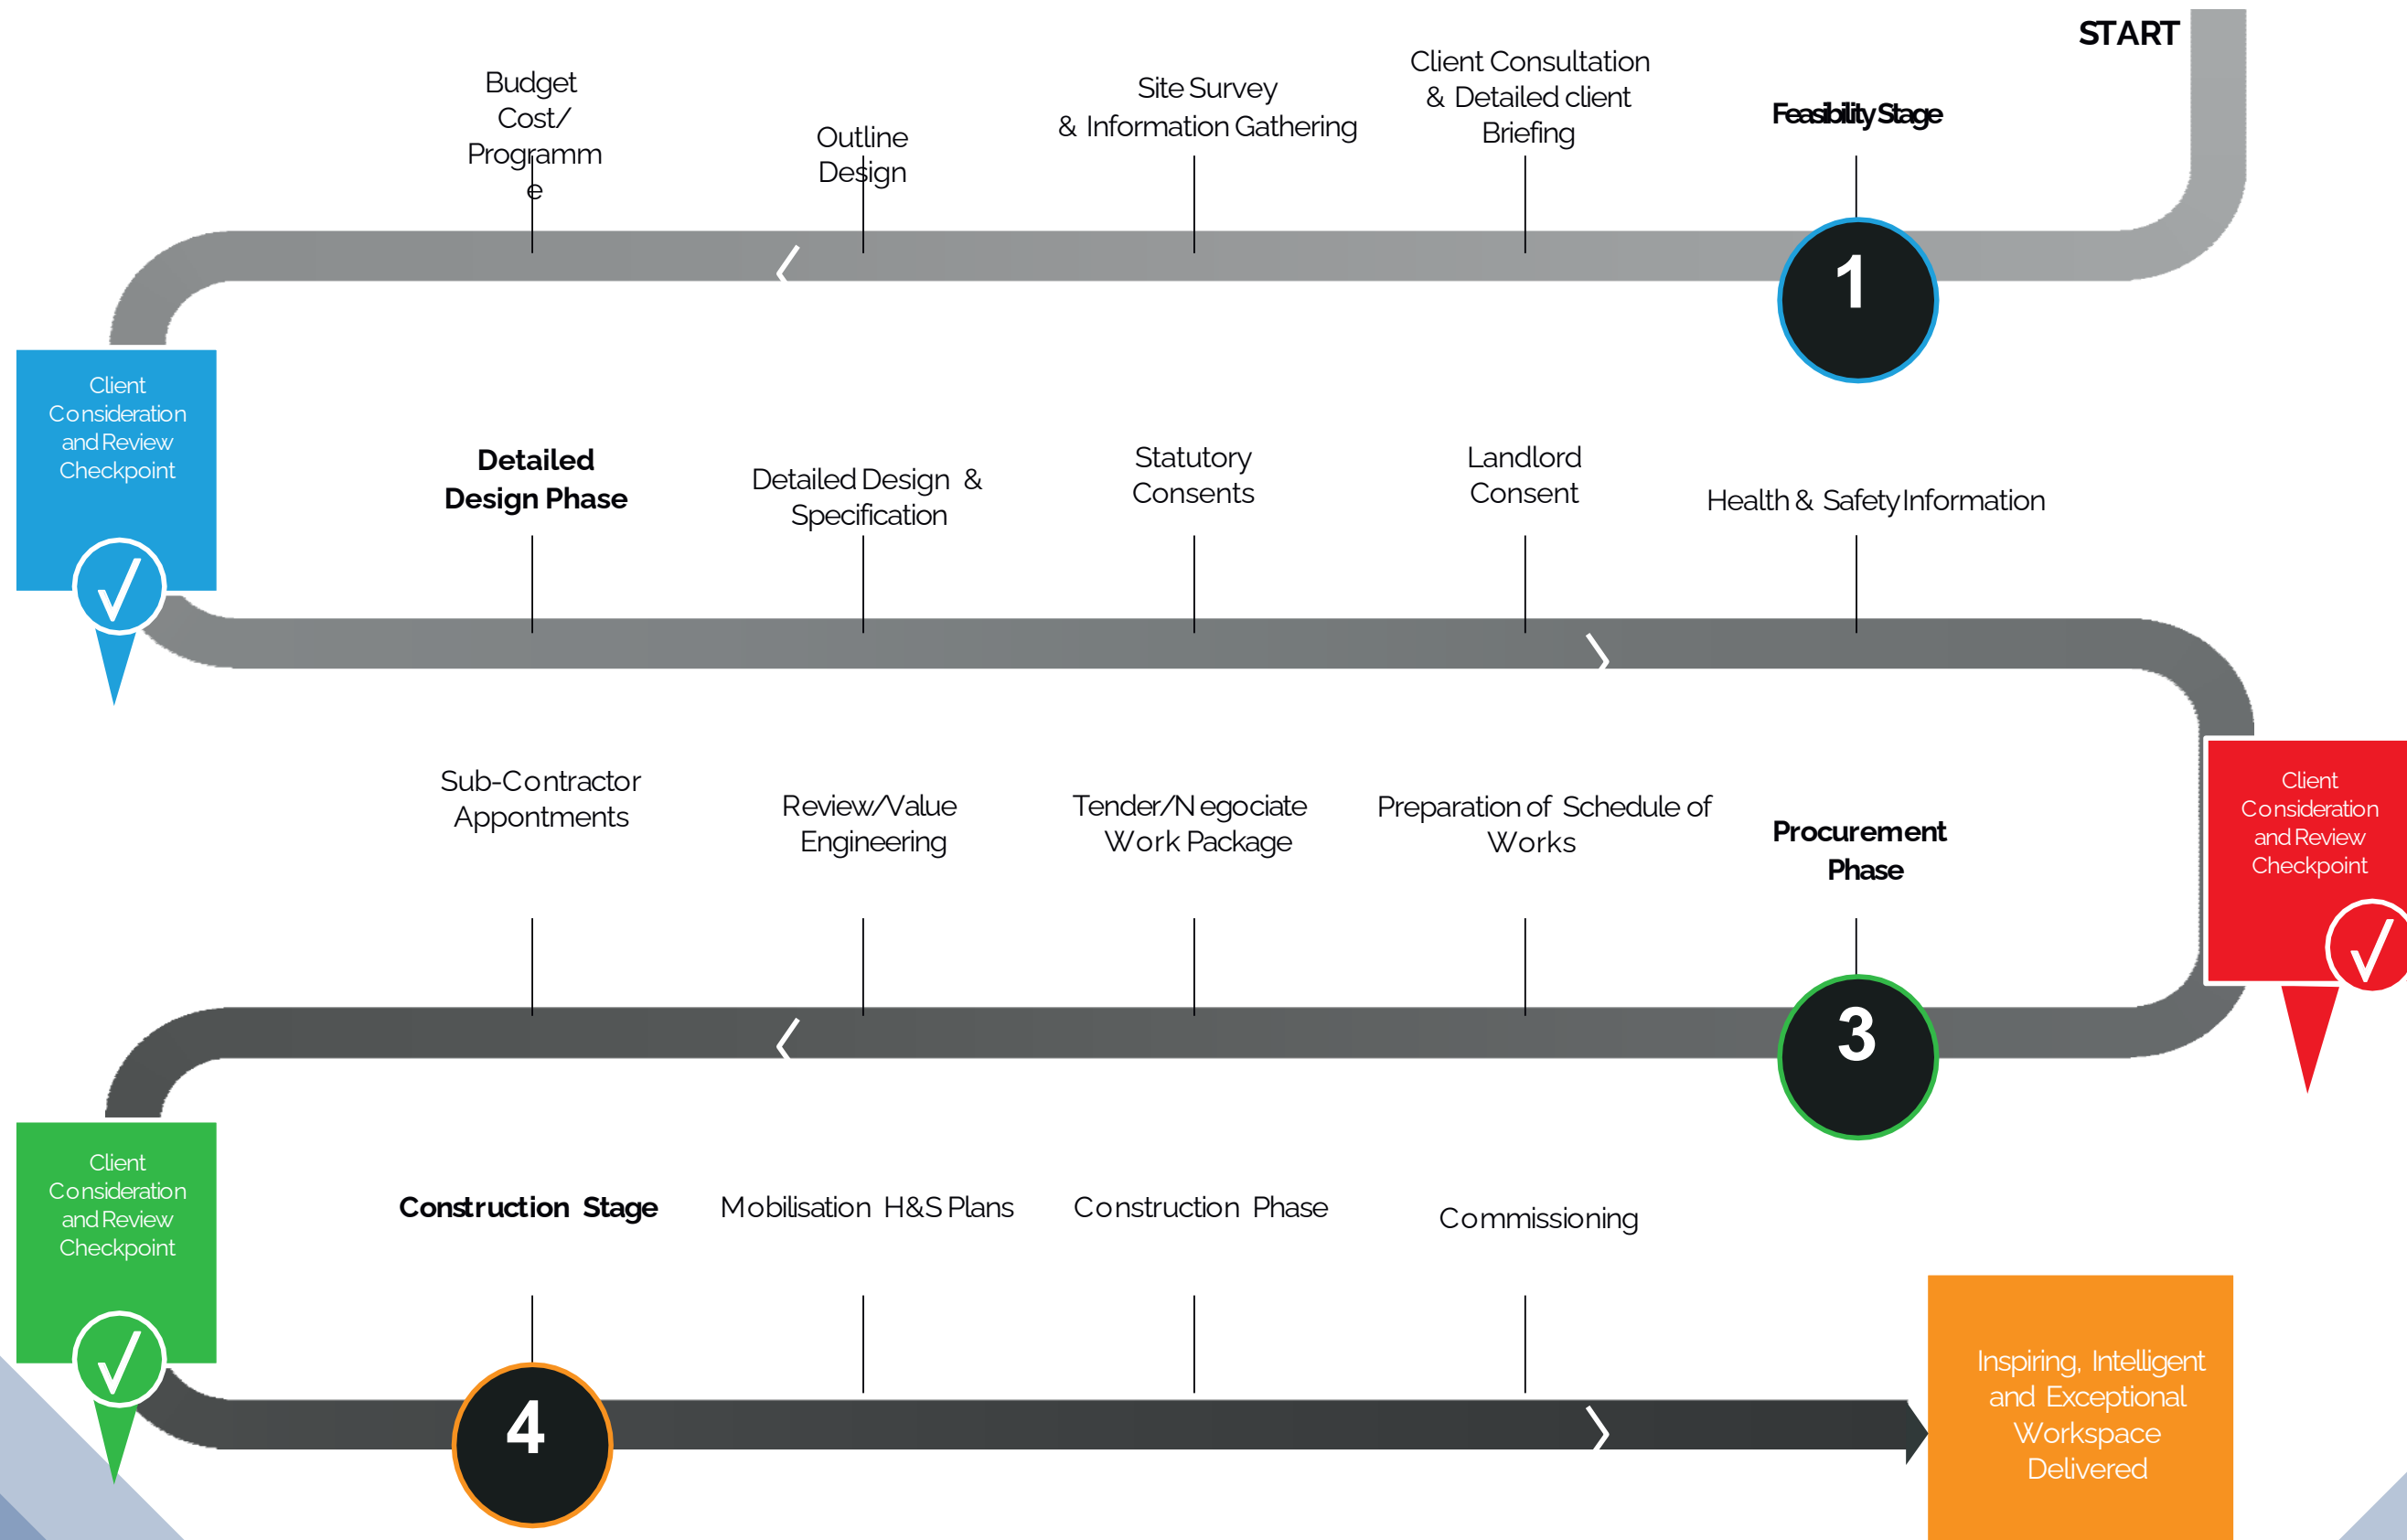 START
Feasibility Stage
Client Consultation
& Detailed client
Briefing
Site Survey
& Information Gathering
Outline
Design
Budget
Cost/
Programm
e
1
Client
Consideration
and Review
Checkpoint
Detailed
Design Phase
Detailed Design &
Specification
Statutory
Consents
Landlord
Consent
Health & Safety Information
Client
Consideration
and Review
Checkpoint
Procurement
Phase
3
Preparation of Schedule of
Works
Tender/Negociate
Work Package
Review/Value
Engineering
Sub-Contractor
Appontments
Client
Consideration
and Review
Checkpoint
Construction Stage
4
Mobilisation H&S Plans
Construction Phase
Commissioning
Inspiring, Intelligent
and Exceptional
Workspace
Delivered